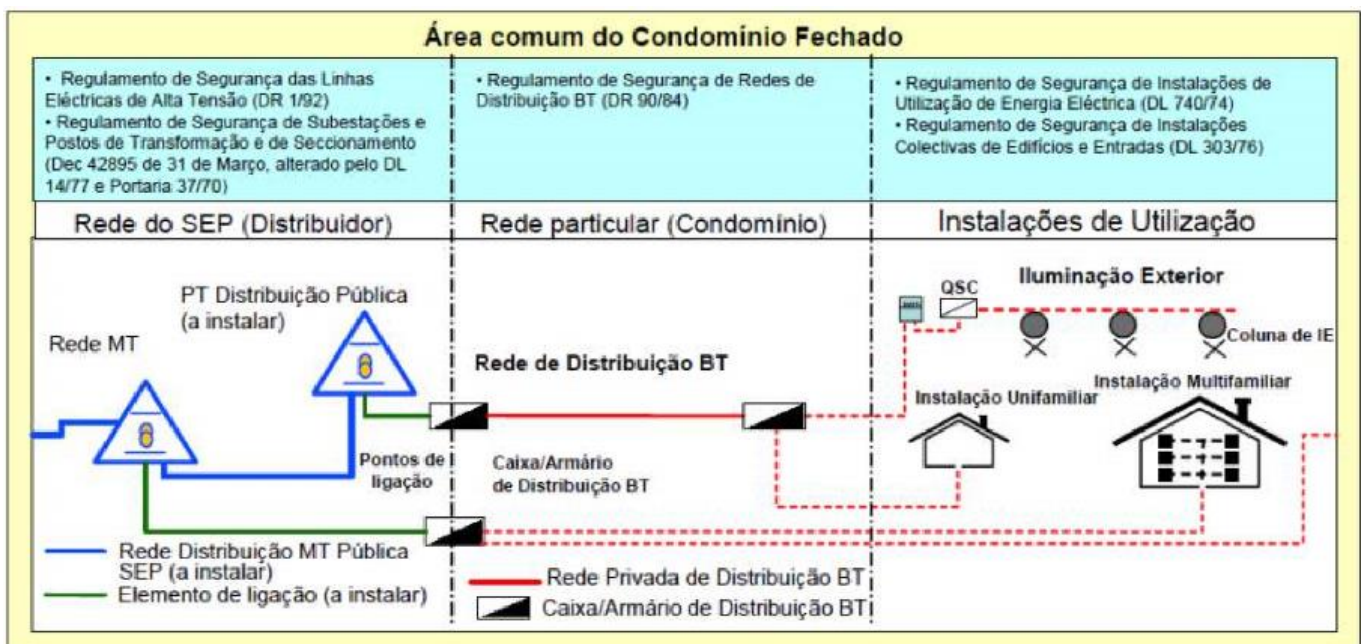 Área comum do Condomínio Fechado
• Regulamento de Segurança das Linhas
Eléctricas de Alta Tensão (DR 1/92)
• Regulamento de Segurança de Subestações e
Postos de Transformação e de Seccionamento
(Dec 42895 de 31 de Março, alterado pelo DL
14/77 e Portaria 37/70)
• Regulamento de Segurança de Redes de
Distribuição BT (DR 90/84)
• Regulamento de Segurança de Instalações de
Utilização de Energia Eléctrica (DL 740/74)
• Regulamento de Segurança de Instalações
Colectivas de Edifícios e Entradas (DL 303/76)
Rede do SEP (Distribuidor)
Rede particular (Condomínio)
Instalações de Utilização
PT Distribuição Pública
(a instalar)
Rede MT
Pontos de
ligação
Rede Distribuição MT Pública
SEP (a instalar)
Elemento de ligação (a instalar)
Rede de Distribuição BT
Caixa/Armário
de Distribuição BT
Rede Privada de Distribuição BT
Caixa/Armário de Distribuição BT
QSC
Iluminação Exterior
Coluna de IE
Instalação Unifamiliar
Instalação Multifamiliar